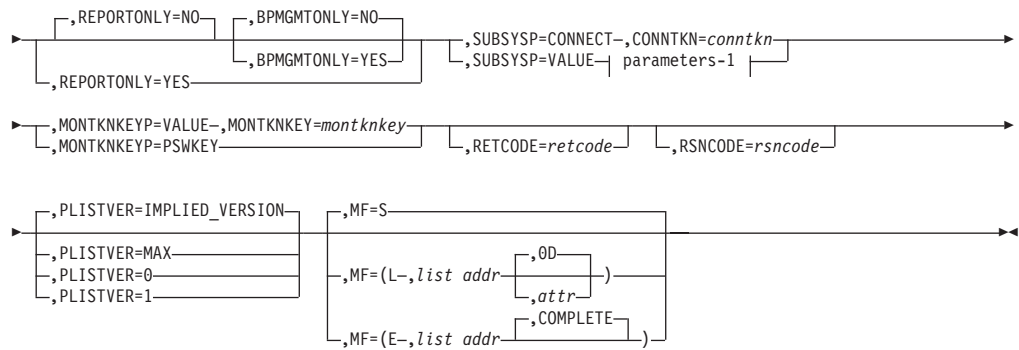 ,REPORTONLY=NO ,BPMGMTONLY=NO
,BPMGMTONLY=YES
,REPORTONLY=YES
,SUBSYSP=CONNECT ,CONNTKN=conntkn
,SUBSYSP=VALUE parameters-1
,MONTKNKEYP=VALUE ,MONTKNKEY=montknkey
,MONTKNKEYP=PSWKEY
,RETCODE=retcode ,RSNCODE=rsncode
,PLISTVER=IMPLIED_VERSION
,PLISTVER=MAX
,PLISTVER=0
,PLISTVER=1
,MF=S
,0D
,MF=(L ,list addr )
,attr
,COMPLETE
,MF=(E ,list addr )